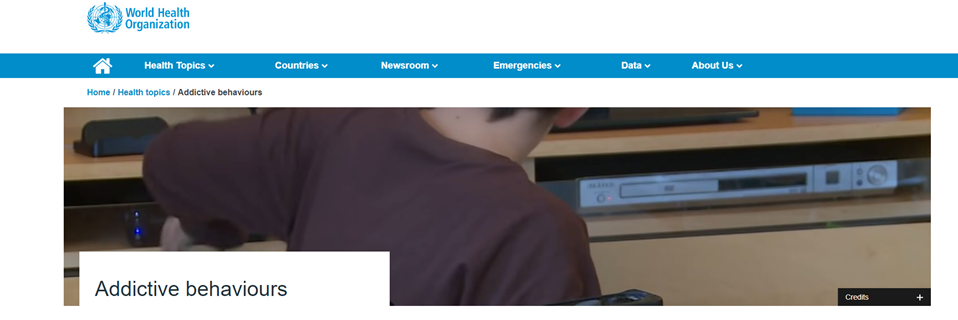 World Health
Organization
Health Topics
Countries
Newsroom
Emergencies
Data
About Us
Home / Health topics / Addictive behaviours
Addictive behaviours
Credits +